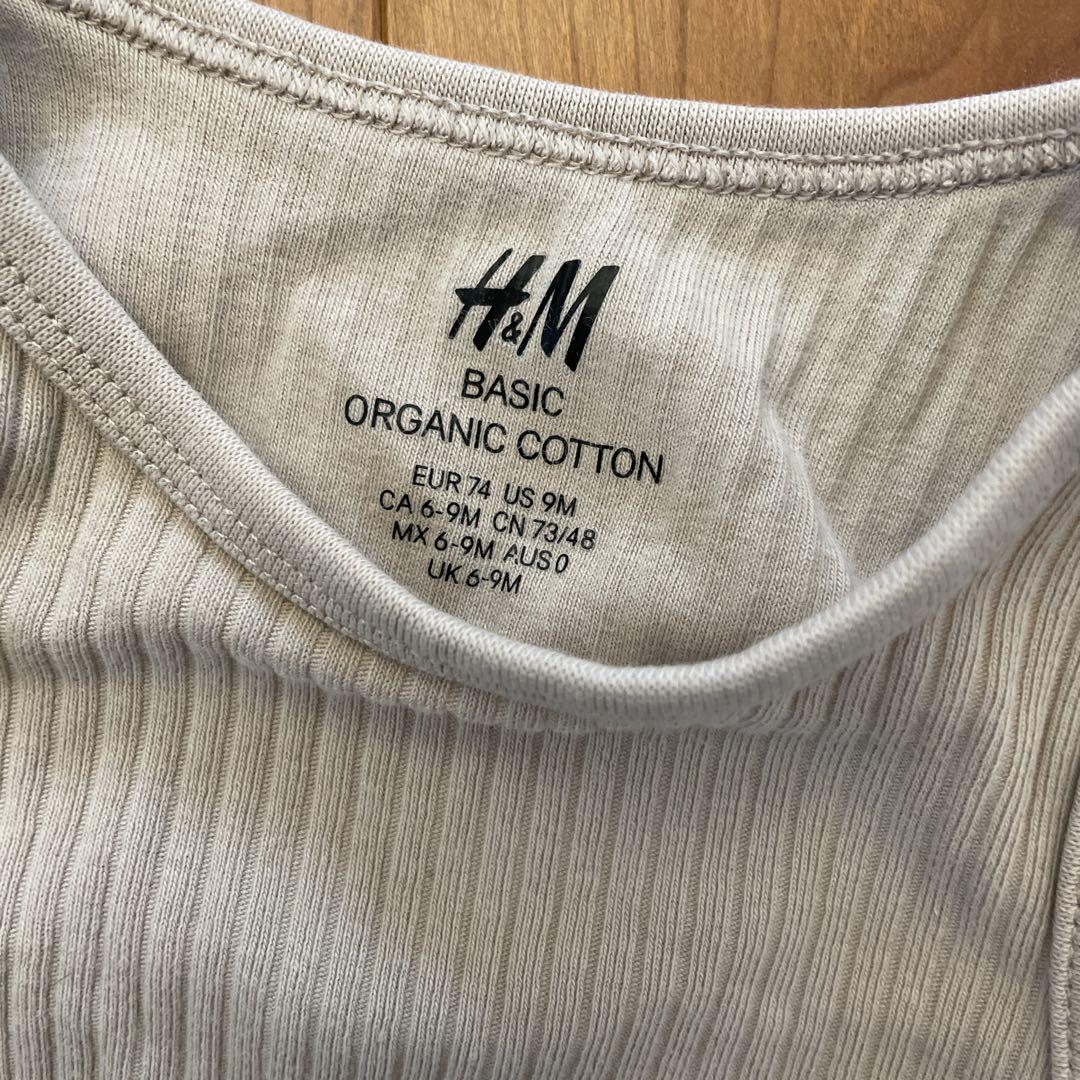 H&M
BASIC
ORGANIC COTTON
EUR 74 US 9M
CA 6-9M CN 73/48
MX 6-9M AUS 0
UK 6-9M